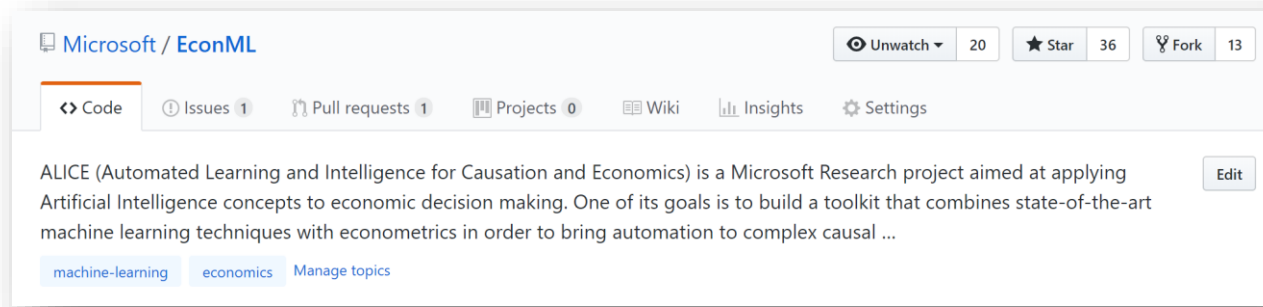 Microsoft / EconML Unwatch 20 Star 36 Fork 13
Code Issues 1 Pull requests 1 Projects 0 Wiki Insights Settings
ALICE (Automated Learning and Intelligence for Causation and Economics) is a Microsoft Research project aimed at applying Edit
Artificial Intelligence concepts to economic decision making. One of its goals is to build a toolkit that combines state-of-the-art
machine learning techniques with econometrics in order to bring automation to complex causal ...
machine-learning economics Manage topics